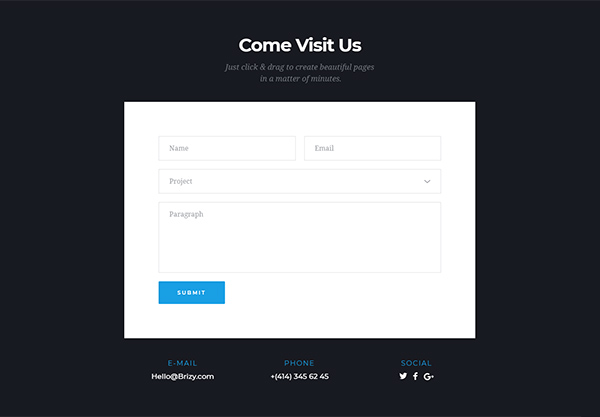 Come Visit Us
Just click & drag to create beautiful pages
in a matter of minutes.
Name
Email
Project
Paragraph
SUBMIT
E-MAIL
Hello@Brizy.com
PHONE
+(414) 345 62 45
SOCIAL